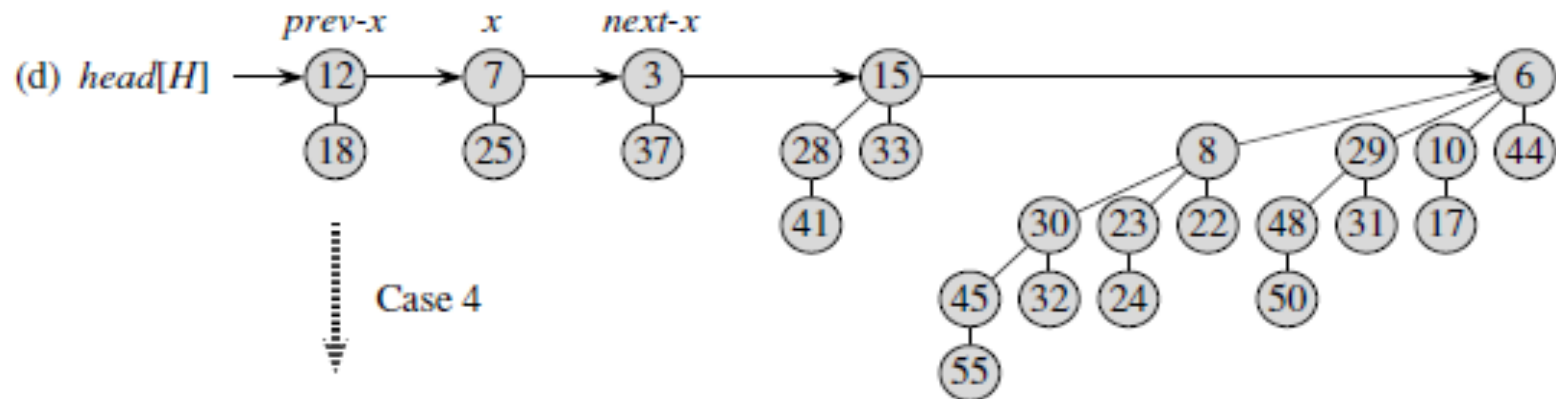 prev-x x next-x
(d) head[H] 12 7 3 15 6
18 25 37 28 33 8 29 10 44
41 30 23 22 48 31 17
Case 4 45 32 24 50
55